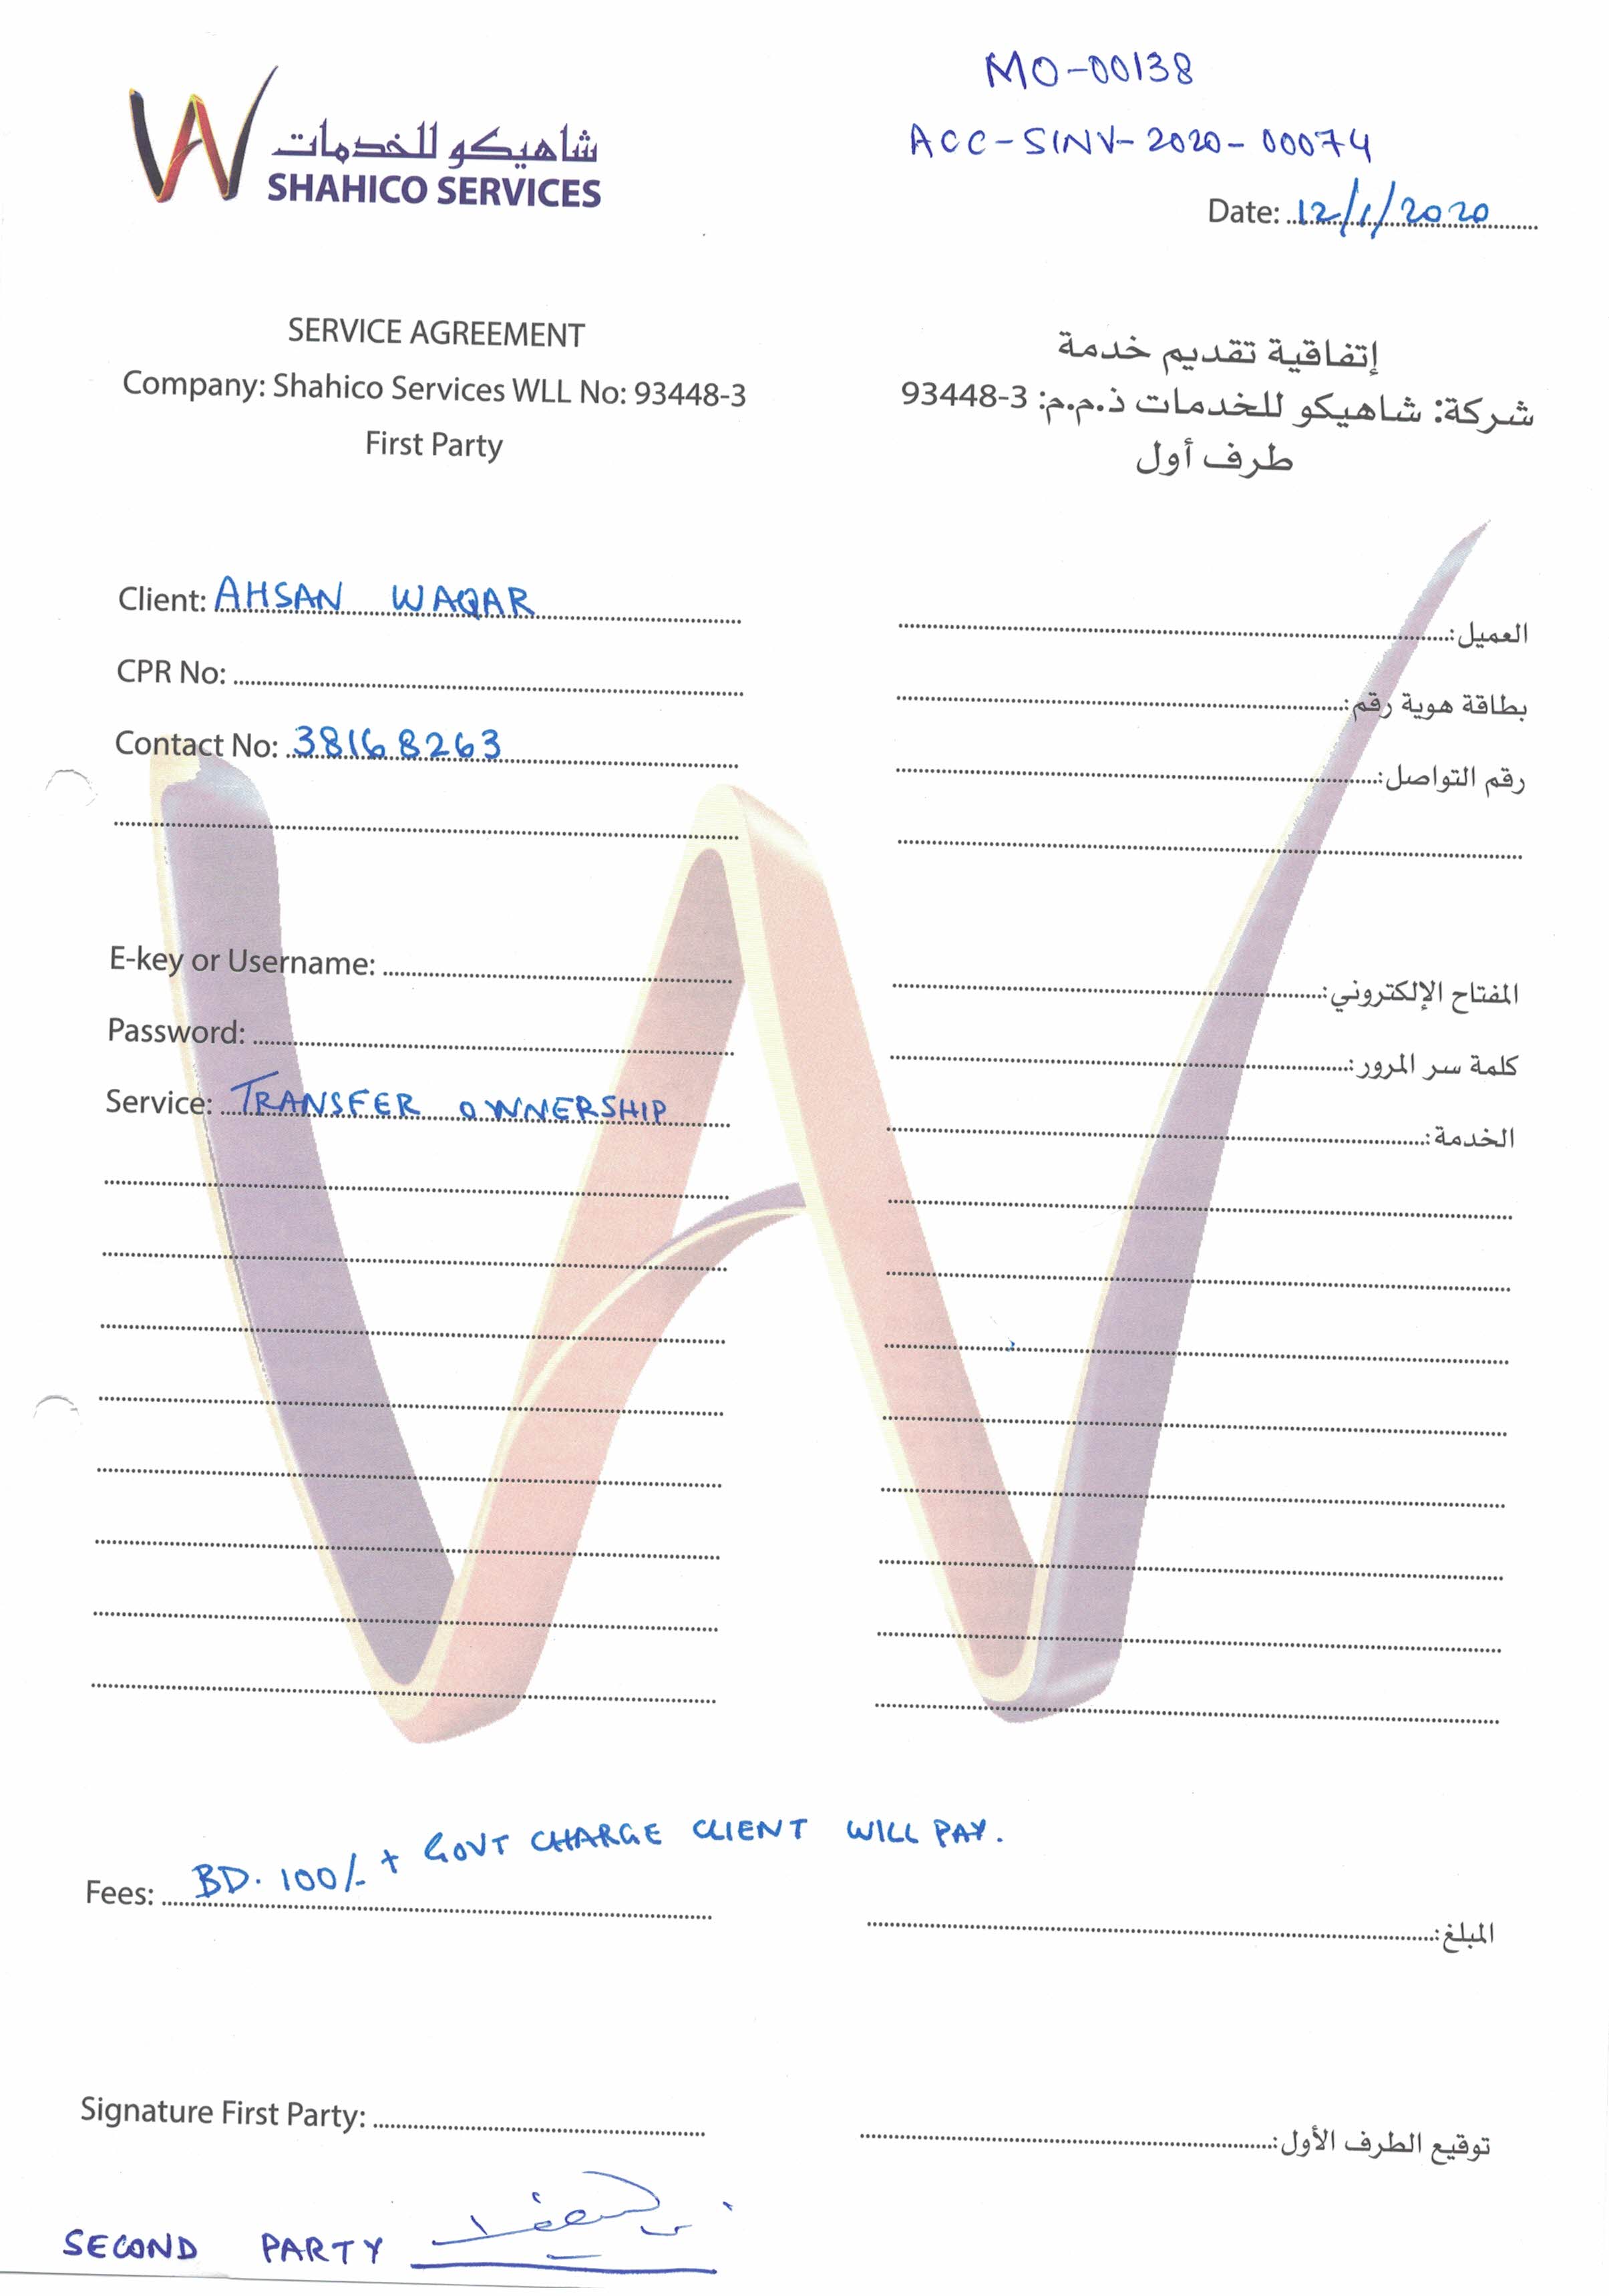 MO-00138
ACC-SINV-2020-00074
شاهيكو للخدمات
SHAHICO SERVICES
Date: 12/1/2020
SERVICE AGREEMENT
Company: Shahico Services WLL No: 93448-3
First Party
إتفاقية تقديم خدمة
شركة: شاهيكو للخدمات ذ.م.م: 3-93448
طرف أول
Client: AHSAN WAQAR
العميل:
CPR No:
بطاقة هوية رقم:
Contact No: 38168263
رقم التواصل:
E-key or Username:
المفتاح الإلكتروني:
Password:
كلمة سر المرور:
Service: TRANSFER OWNERSHIP
الخدمة:
Fees: BD. 100/- + GOVT CHARGE CLIENT WILL PAY.
المبلغ:
Signature First Party:
توقيع الطرف الأول:
SECOND PARTY